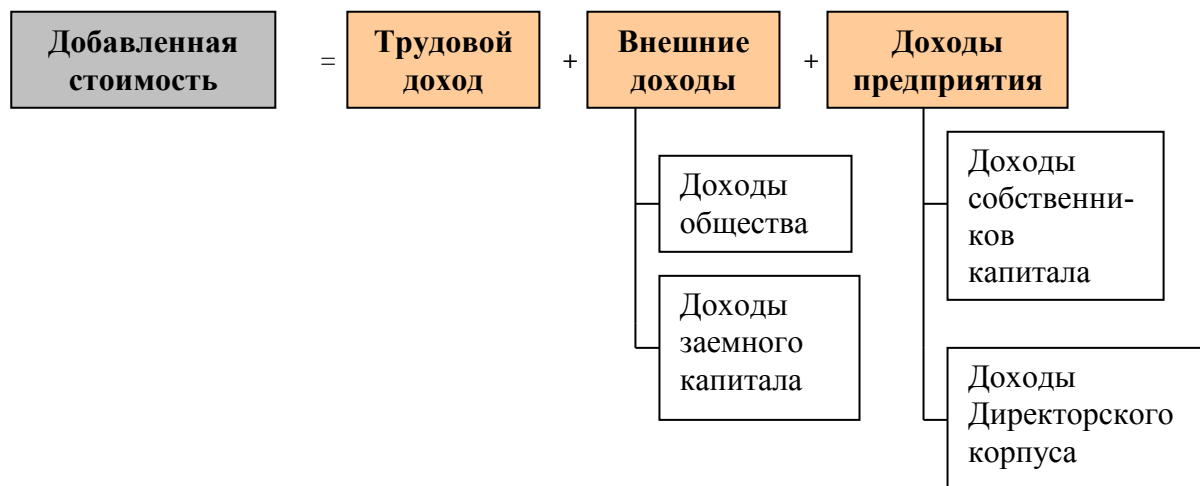 Добавленная
стоимость
=
Трудовой
доход
+
Внешние
доходы
+
Доходы
предприятия
Доходы
общества
Доходы
заемного
капитала
Доходы
собственни-
ков
капитала
Доходы
Директорского
корпуса